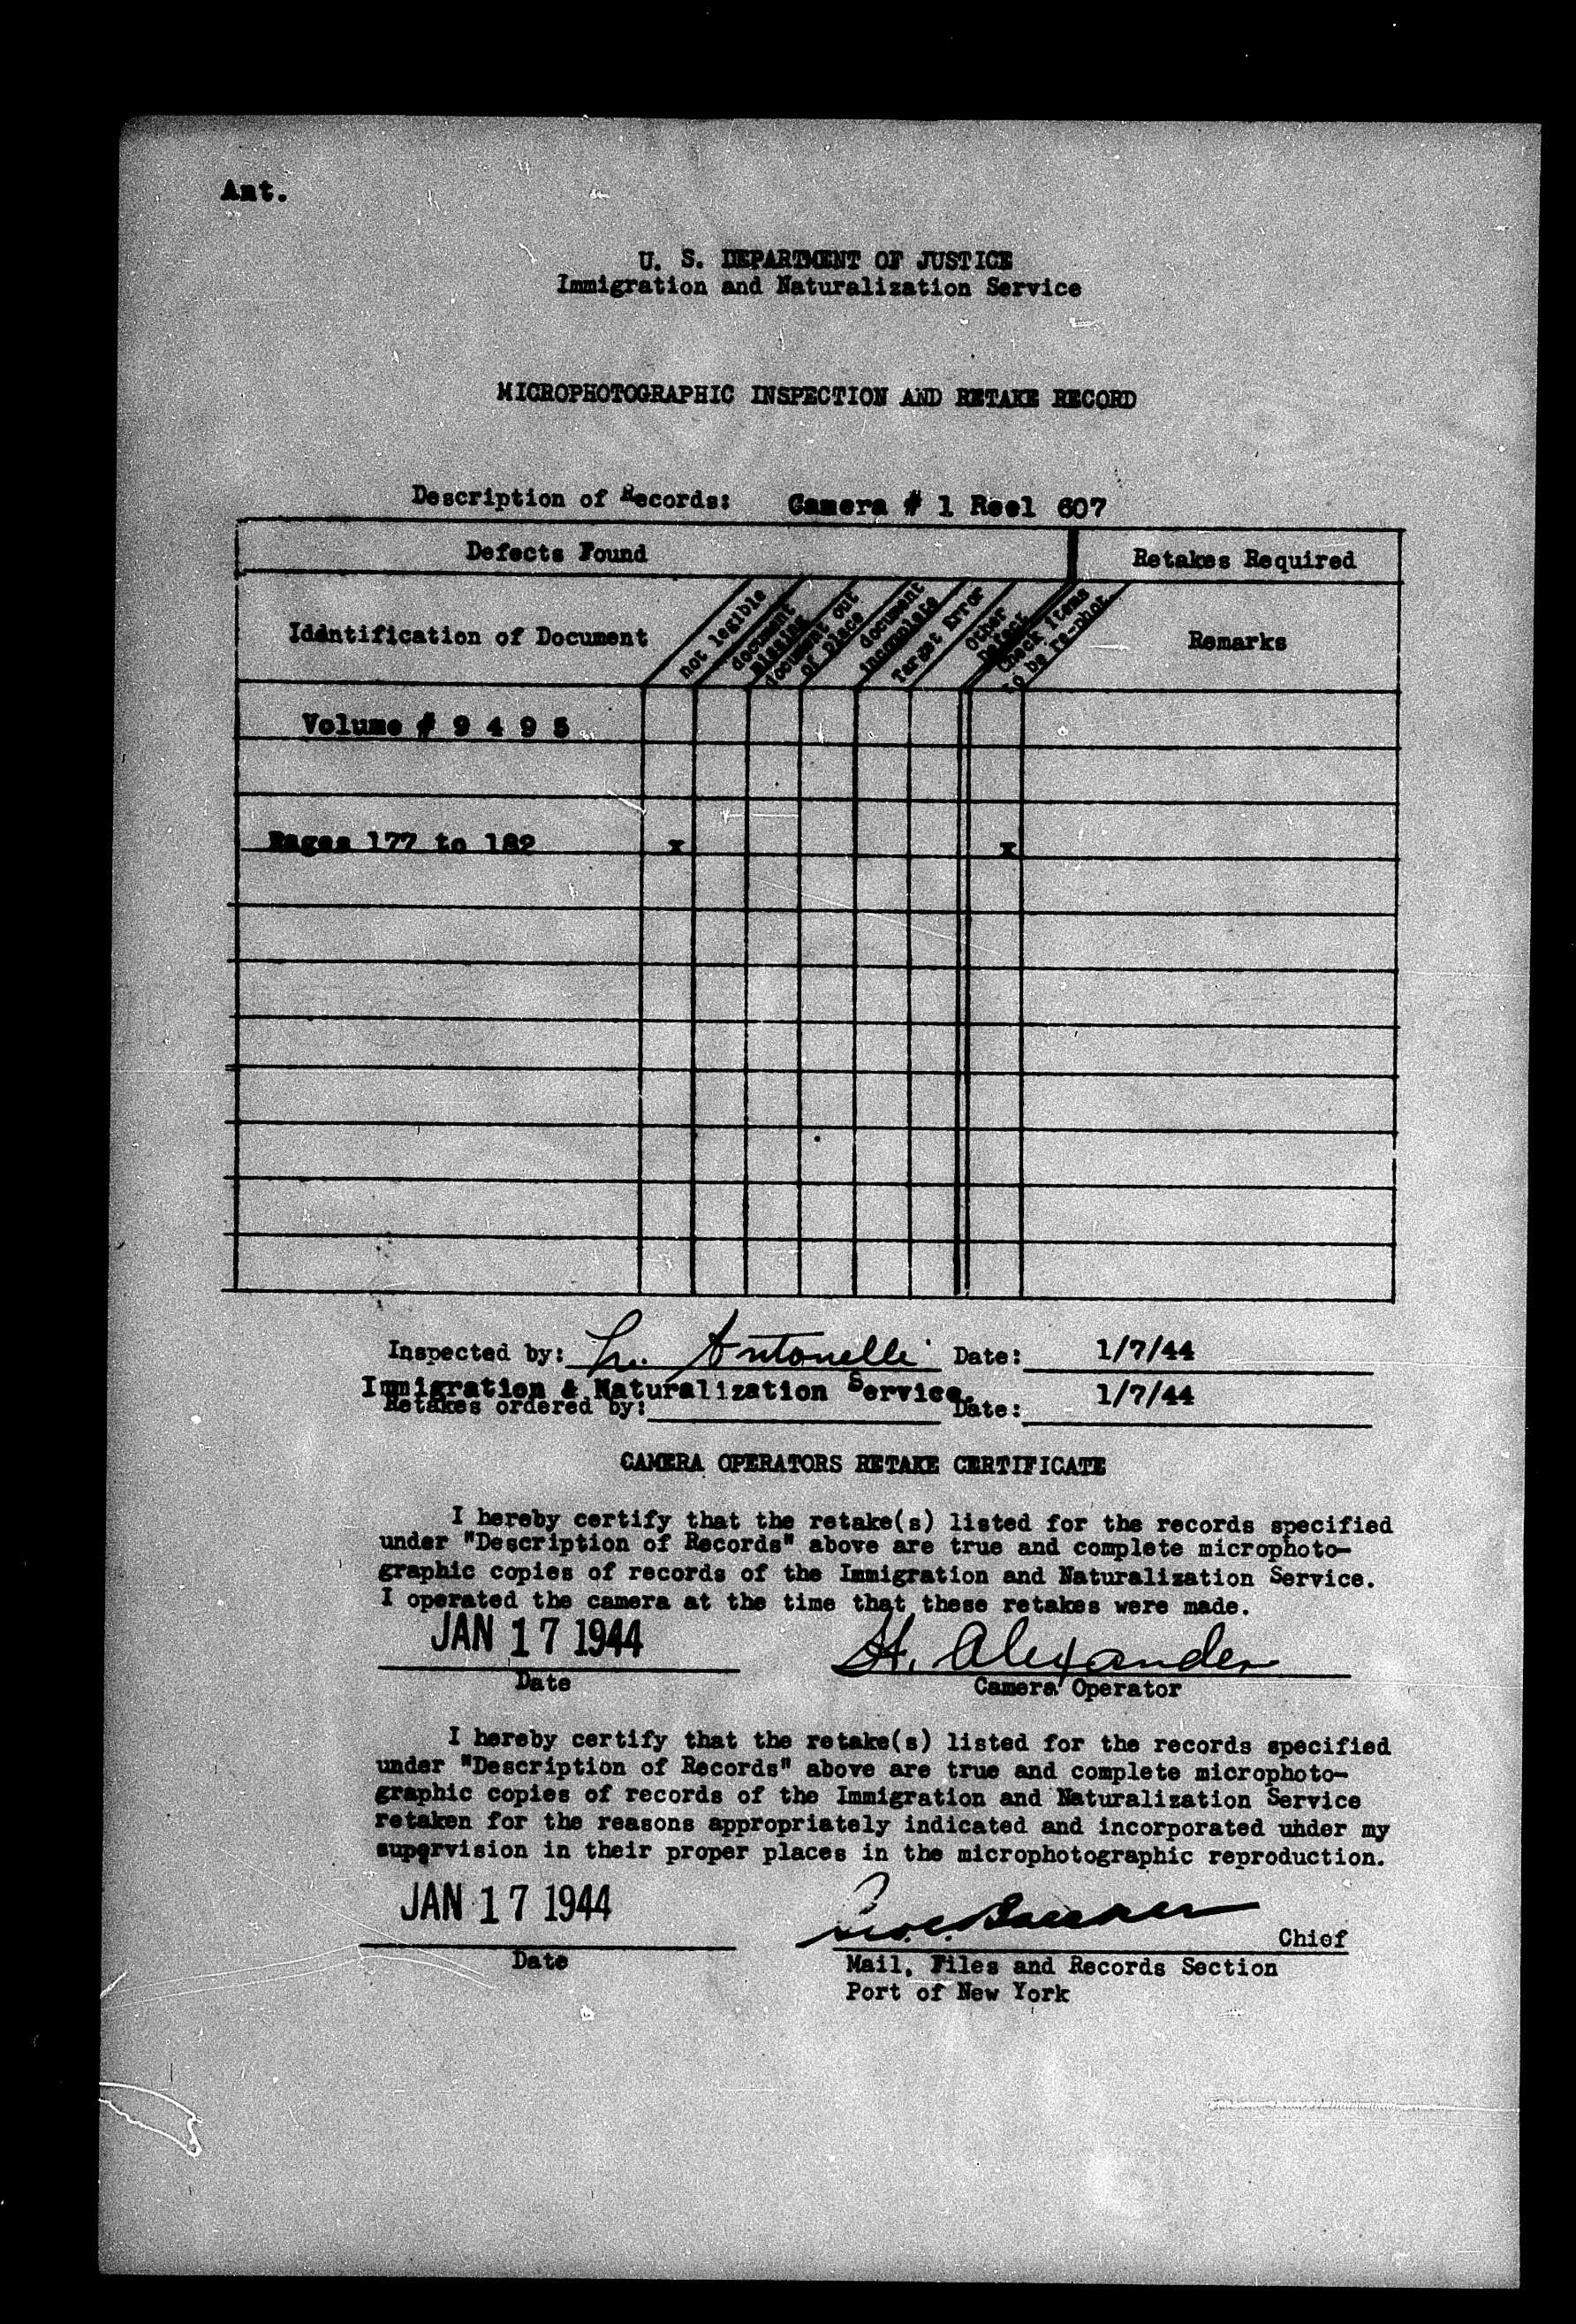 Ant.
U. S. DEPARTMENT OF JUSTICE
Immigration and Naturalization Service
MICROPHOTOGRAPHIC INSPECTION AND RETAKE RECORD
Description of Records: Camera # 1 Reel 607
Defects Found
Retakes Required
Identification of Document
not legible
document missing
document out of place
document incomplete
Target Error
Other Defect
Check items to be re-shot
Remarks
Volume # 9 4 9 5
Pages 177 to 182 x x
Inspected by: Antonelli Date: 1/7/44
Immigration & Naturalization Service. 1/7/44
Retakes ordered by: Date:
CAMERA OPERATORS RETAKE CERTIFICATE
I hereby certify that the retake(s) listed for the records specified
under "Description of Records" above are true and complete microphoto-
graphic copies of records of the Immigration and Naturalization Service.
I operated the camera at the time that these retakes were made.
JAN 17 1944 H. Alexander
Date Camera Operator
I hereby certify that the retake(s) listed for the records specified
under "Description of Records" above are true and complete microphoto-
graphic copies of records of the Immigration and Naturalization Service
retaken for the reasons appropriately indicated and incorporated under my
supervision in their proper places in the microphotographic reproduction.
JAN 17 1944
Chief
Date Mail, Files and Records Section
Port of New York